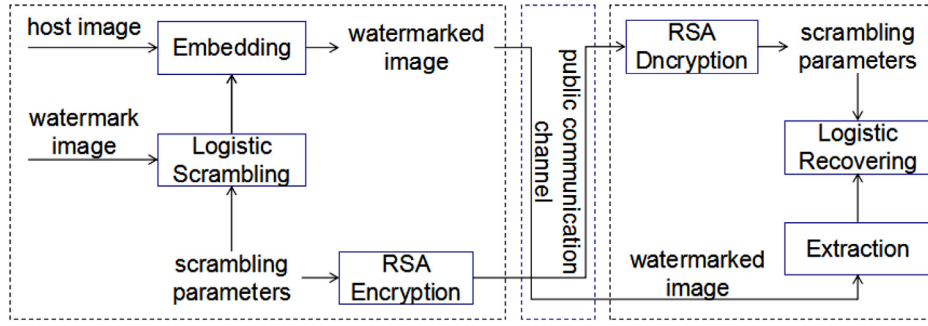 host image
Embedding
watermarked
image
watermark
image
Logistic
Scrambling
scrambling
parameters
RSA
Encryption
public communication
channel
RSA
Dncryption
scrambling
parameters
Logistic
Recovering
Extraction
watermarked
image